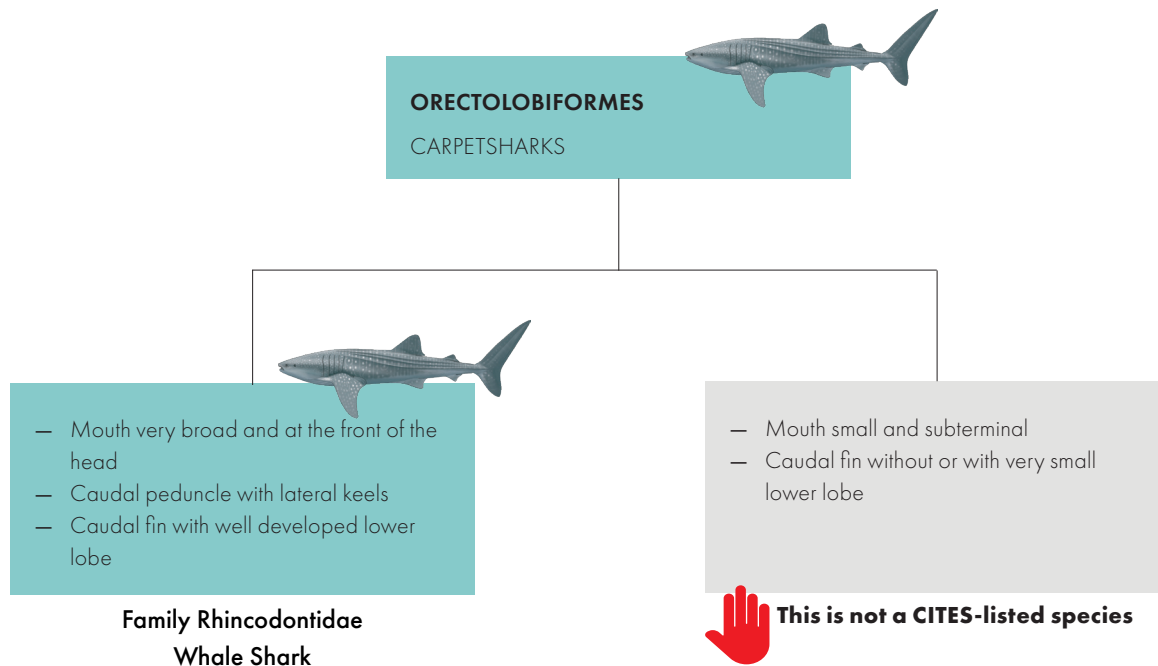 ORECTOLOBIFORMES
CARPETSHARKS
— Mouth very broad and at the front of the
head
— Caudal peduncle with lateral keels
— Caudal fin with well developed lower
lobe
Family Rhincodontidae
Whale Shark
— Mouth small and subterminal
— Caudal fin without or with very small
lower lobe
This is not a CITES-listed species